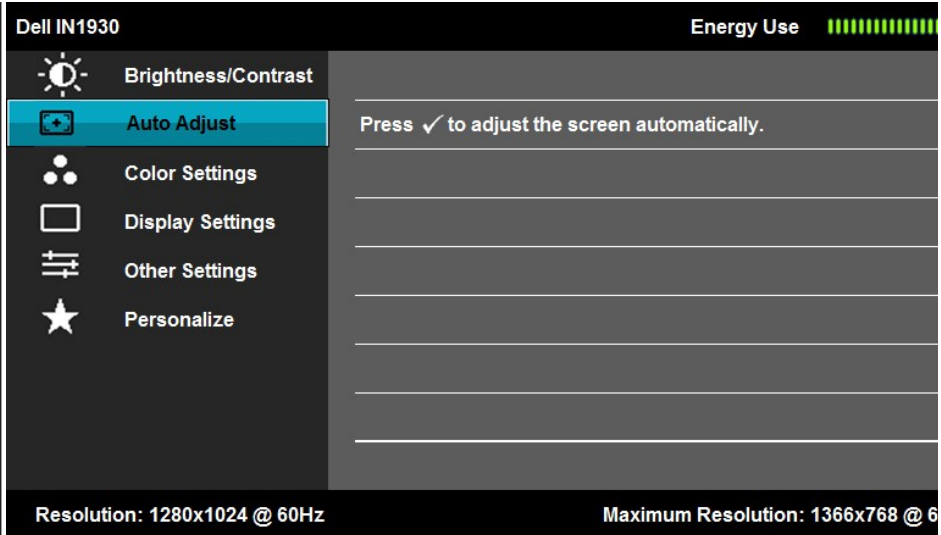 Dell IN1930 Energy Use
Brightness/Contrast
Auto Adjust Press ✓ to adjust the screen automatically.
Color Settings
Display Settings
Other Settings
Personalize
Resolution: 1280x1024 @ 60Hz Maximum Resolution: 1366x768 @ 6